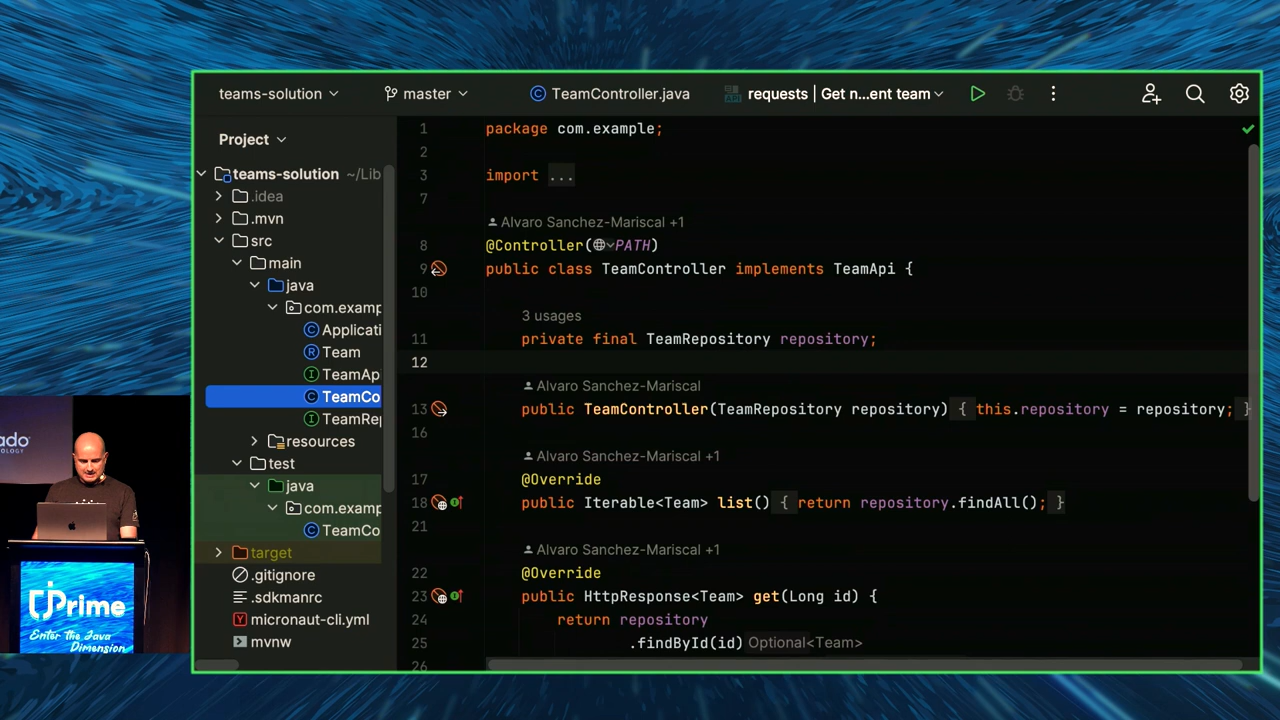 teams-solution
master
TeamController.java
API
requests | Get n...ent team
Project
teams-solution ~/Lib
.idea
.mvn
src
main
java
com.examp
Applicati
Team
TeamAp
TeamCo
TeamRe
resources
test
java
com.examp
TeamCo
target
.gitignore
.sdkmanrc
micronaut-cli.yml
mvnw
1 package com.example;
2
3 import ...
7
Alvaro Sanchez-Mariscal +1
8 @Controller(PATH)
9 public class TeamController implements TeamApi {
10
3 usages
11 private final TeamRepository repository;
12
Alvaro Sanchez-Mariscal
13 public TeamController(TeamRepository repository) { this.repository = repository; }
16
Alvaro Sanchez-Mariscal +1
17 @Override
18 public Iterable<Team> list() { return repository.findAll(); }
21
Alvaro Sanchez-Mariscal +1
22 @Override
23 public HttpResponse<Team> get(Long id) {
24 return repository
25 .findById(id) Optional<Team>
26
ado
jPrime
Enter the Java
Dimension